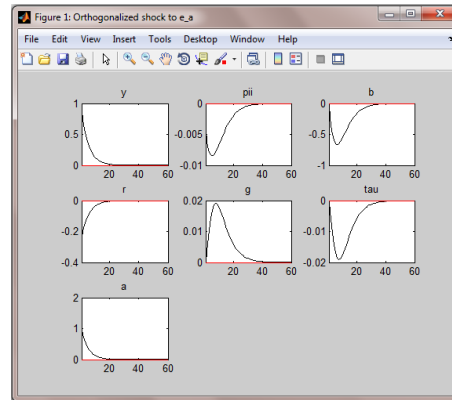 Figure 1: Orthogonalized shock to e_a
File Edit View Insert Tools Desktop Window Help
y pii b
1 0 0
0.5 -0.005 -0.5
0 -0.01 -1
20 40 60 20 40 60 20 40 60
r g tau
0 0.02 0
-0.2 0.01 -0.01
-0.4 0 -0.02
20 40 60 20 40 60 20 40 60
a
2
1
0
20 40 60